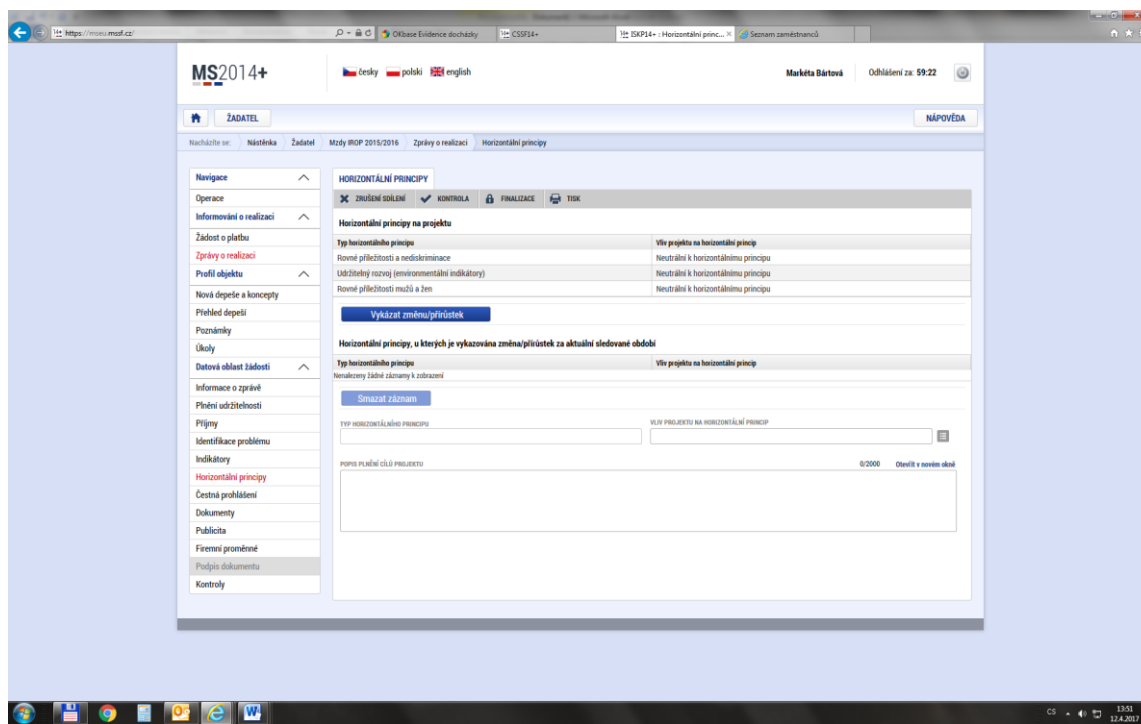 https://mseu.mssf.cz/
OKbase Evidence docházky
CSSF14+
ISKP14+ : Horizontální princ...
Seznam zaměstnanců
MS2014+
česky
polski
english
Markéta Bártová
Odhlášení za: 59:22
ŽADATEL
NÁPOVĚDA
Nacházíte se: Nástěnka Žadatel Mzdy IROP 2015/2016 Zprávy o realizaci Horizontální principy
Navigace
Operace
Informování o realizaci
Žádost o platbu
Zprávy o realizaci
Profil objektu
Nová depeše a koncepty
Přehled depeší
Poznámky
Úkoly
Datová oblast žádosti
Informace o zprávě
Plnění udržitelnosti
Příjmy
Identifikace problému
Indikátory
Horizontální principy
Čestná prohlášení
Dokumenty
Publicita
Firemní proměnné
Podpis dokumentu
Kontroly
HORIZONTÁLNÍ PRINCIPY
ZRUŠENÍ SDÍLENÍ KONTROLA FINALIZACE TISK
Horizontální principy na projektu
Typ horizontálního principu Vliv projektu na horizontální princip
Rovné příležitosti a nediskriminace Neutrální k horizontálnímu principu
Udržitelný rozvoj (environmentální indikátory) Neutrální k horizontálnímu principu
Rovné příležitosti mužů a žen Neutrální k horizontálnímu principu
Vykázat změnu/přírůstek
Horizontální principy, u kterých je vykazována změna/přírůstek za aktuální sledované období
Typ horizontálního principu Vliv projektu na horizontální princip
Nenalezeny žádné záznamy k zobrazení
Smazat záznam
TYP HORIZONTÁLNÍHO PRINCIPU VLIV PROJEKTU NA HORIZONTÁLNÍ PRINCIP
POPIS PLNĚNÍ CÍLŮ PROJEKTU 0/2000 Otevřít v novém okně
CS 13:51
12.4.2017